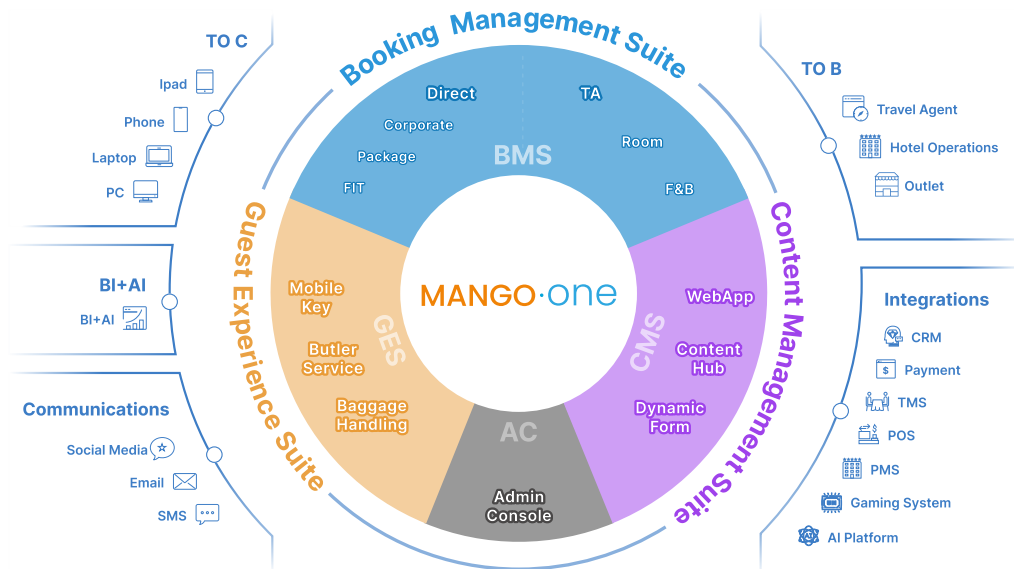 Booking Management Suite
TO C
Ipad
Phone
Laptop
PC
BI+AI
BI+AI
Communications
Social Media
Email
SMS
Direct
Corporate
Package
FIT
TA
Room
F&B
BMS
Guest Experience Suite
Mobile
Key
Butler
Service
Baggage
Handling
GES
MANGO·one
Content Management Suite
WebApp
Content
Hub
Dynamic
Form
CMS
AC
Admin
Console
TO B
Travel Agent
Hotel Operations
Outlet
Integrations
CRM
Payment
TMS
POS
PMS
Gaming System
AI Platform